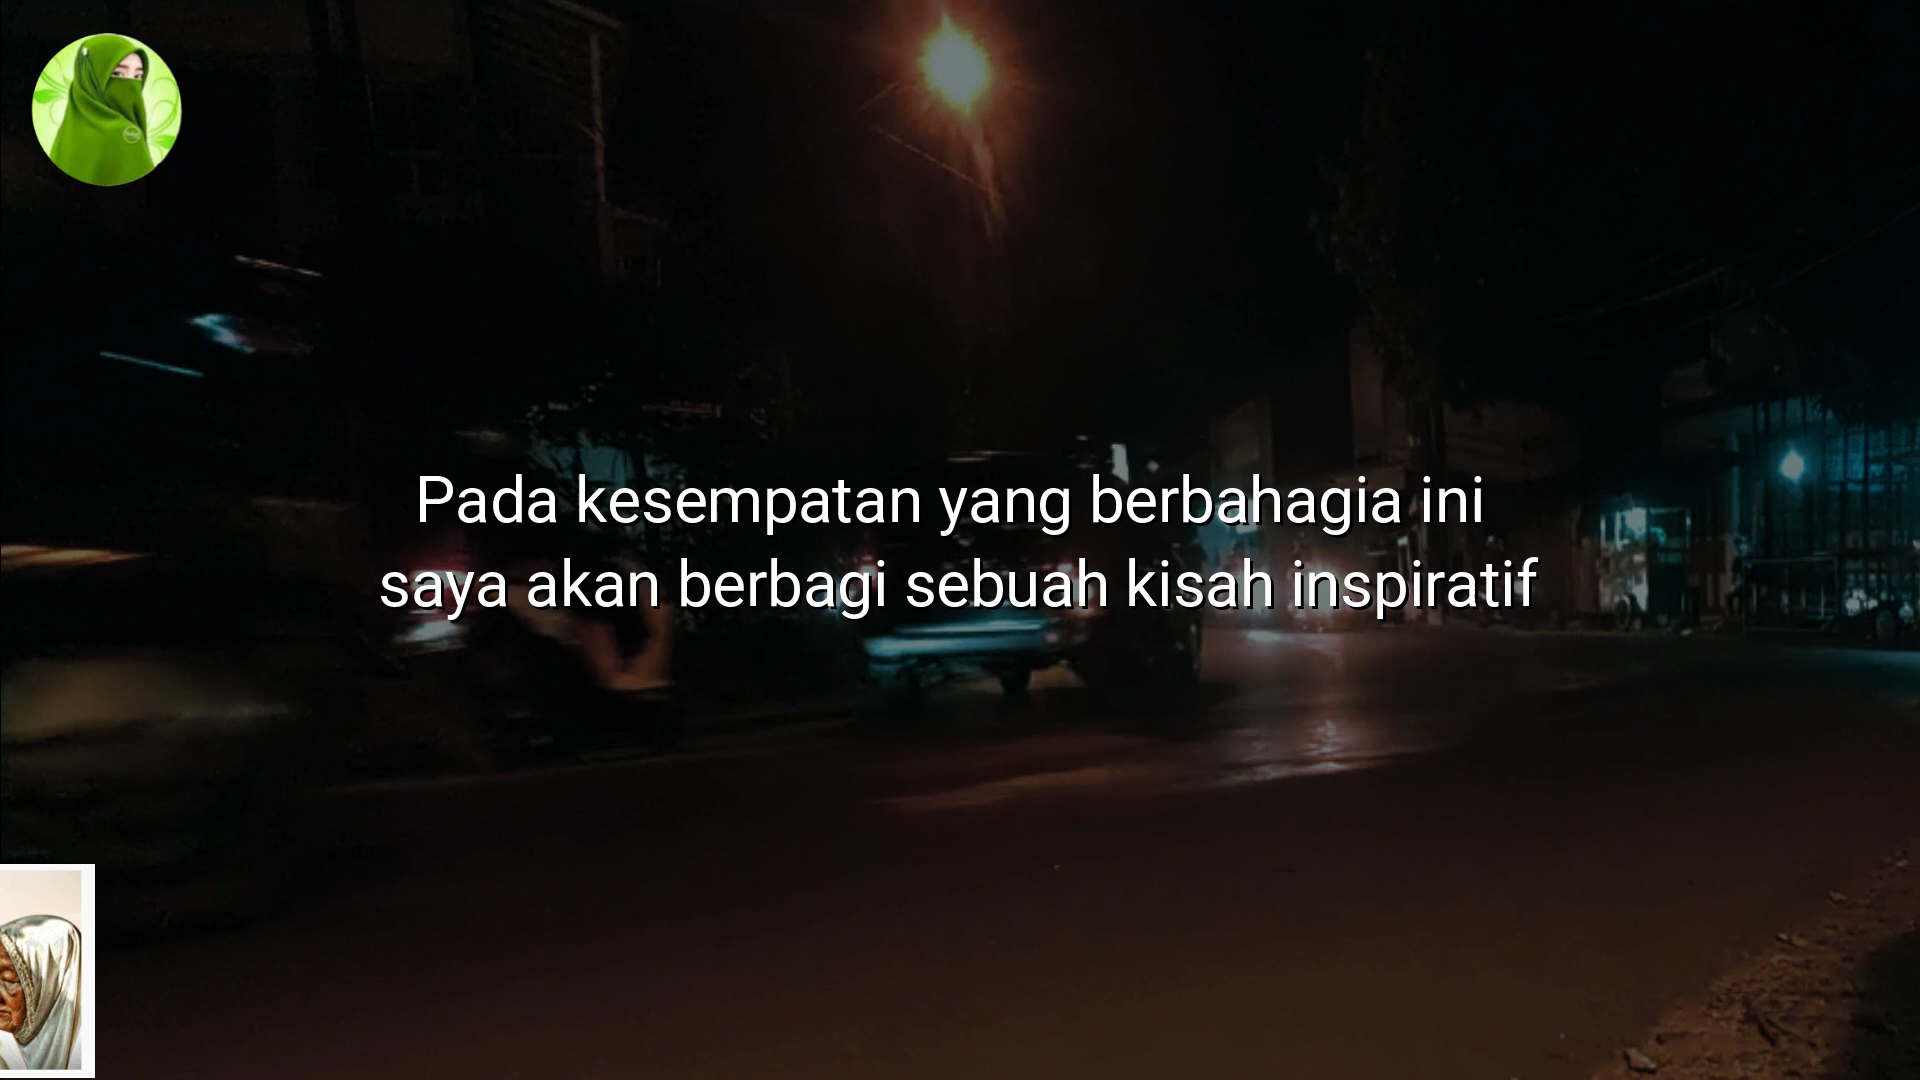 Pada kesempatan yang berbahagia ini
saya akan berbagi sebuah kisah inspiratif